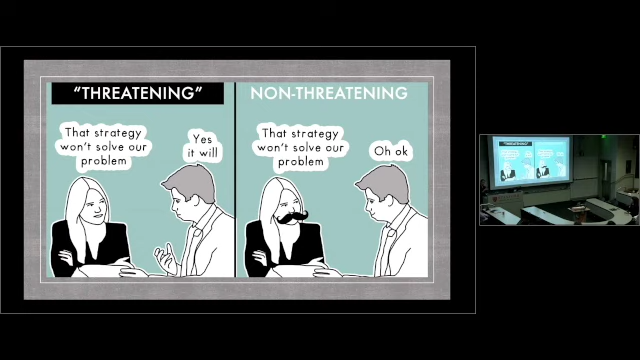 "THREATENING"
That strategy
won't solve our
problem
Yes
it will
NON-THREATENING
That strategy
won't solve our
problem
Oh ok